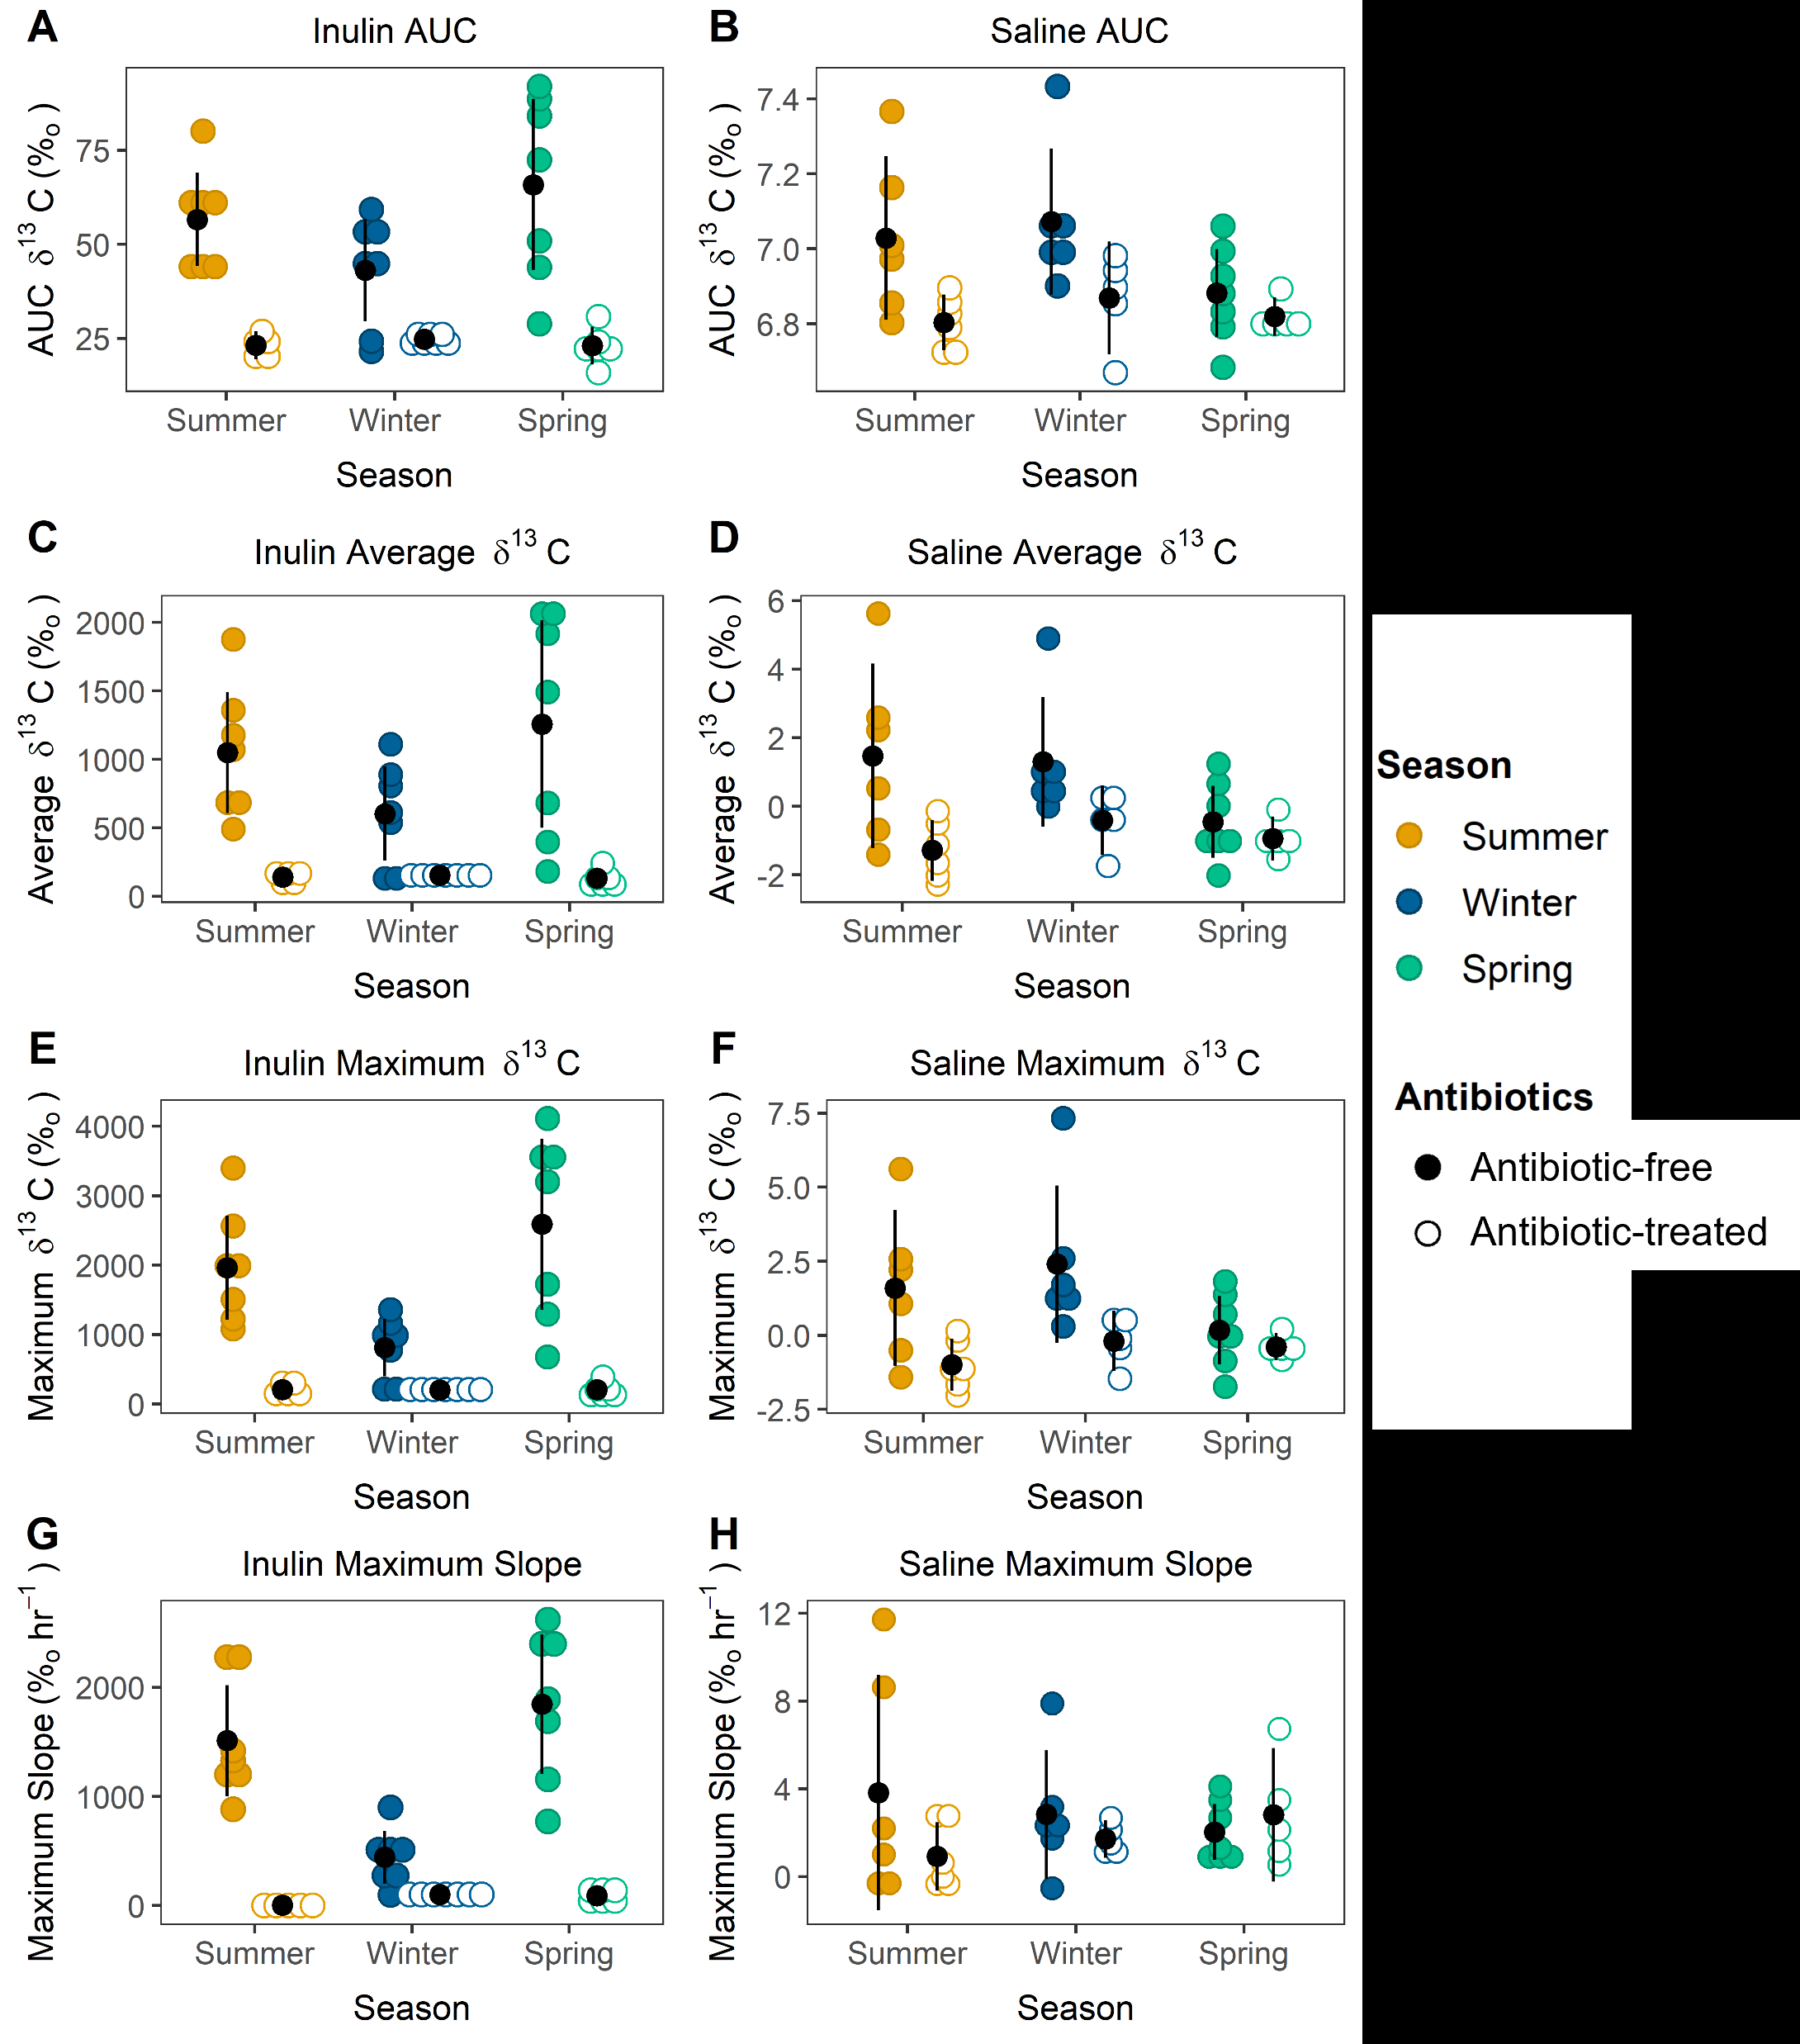 A Inulin AUC
AUC δ13 C (‰)
75
50
25
Summer Winter Spring
Season
B Saline AUC
AUC δ13 C (‰)
7.4
7.2
7.0
6.8
Summer Winter Spring
Season
C Inulin Average δ13 C
Average δ13 C (‰)
2000
1500
1000
500
0
Summer Winter Spring
Season
D Saline Average δ13 C
Average δ13 C (‰)
6
4
2
0
-2
Summer Winter Spring
Season
E Inulin Maximum δ13 C
Maximum δ13 C (‰)
4000
3000
2000
1000
0
Summer Winter Spring
Season
F Saline Maximum δ13 C
Maximum δ13 C (‰)
7.5
5.0
2.5
0.0
-2.5
Summer Winter Spring
Season
G Inulin Maximum Slope
Maximum Slope (‰ hr−1)
2000
1000
0
Summer Winter Spring
Season
H Saline Maximum Slope
Maximum Slope (‰ hr−1)
12
8
4
0
Summer Winter Spring
Season
Season
Summer
Winter
Spring
Antibiotics
Antibiotic-free
Antibiotic-treated